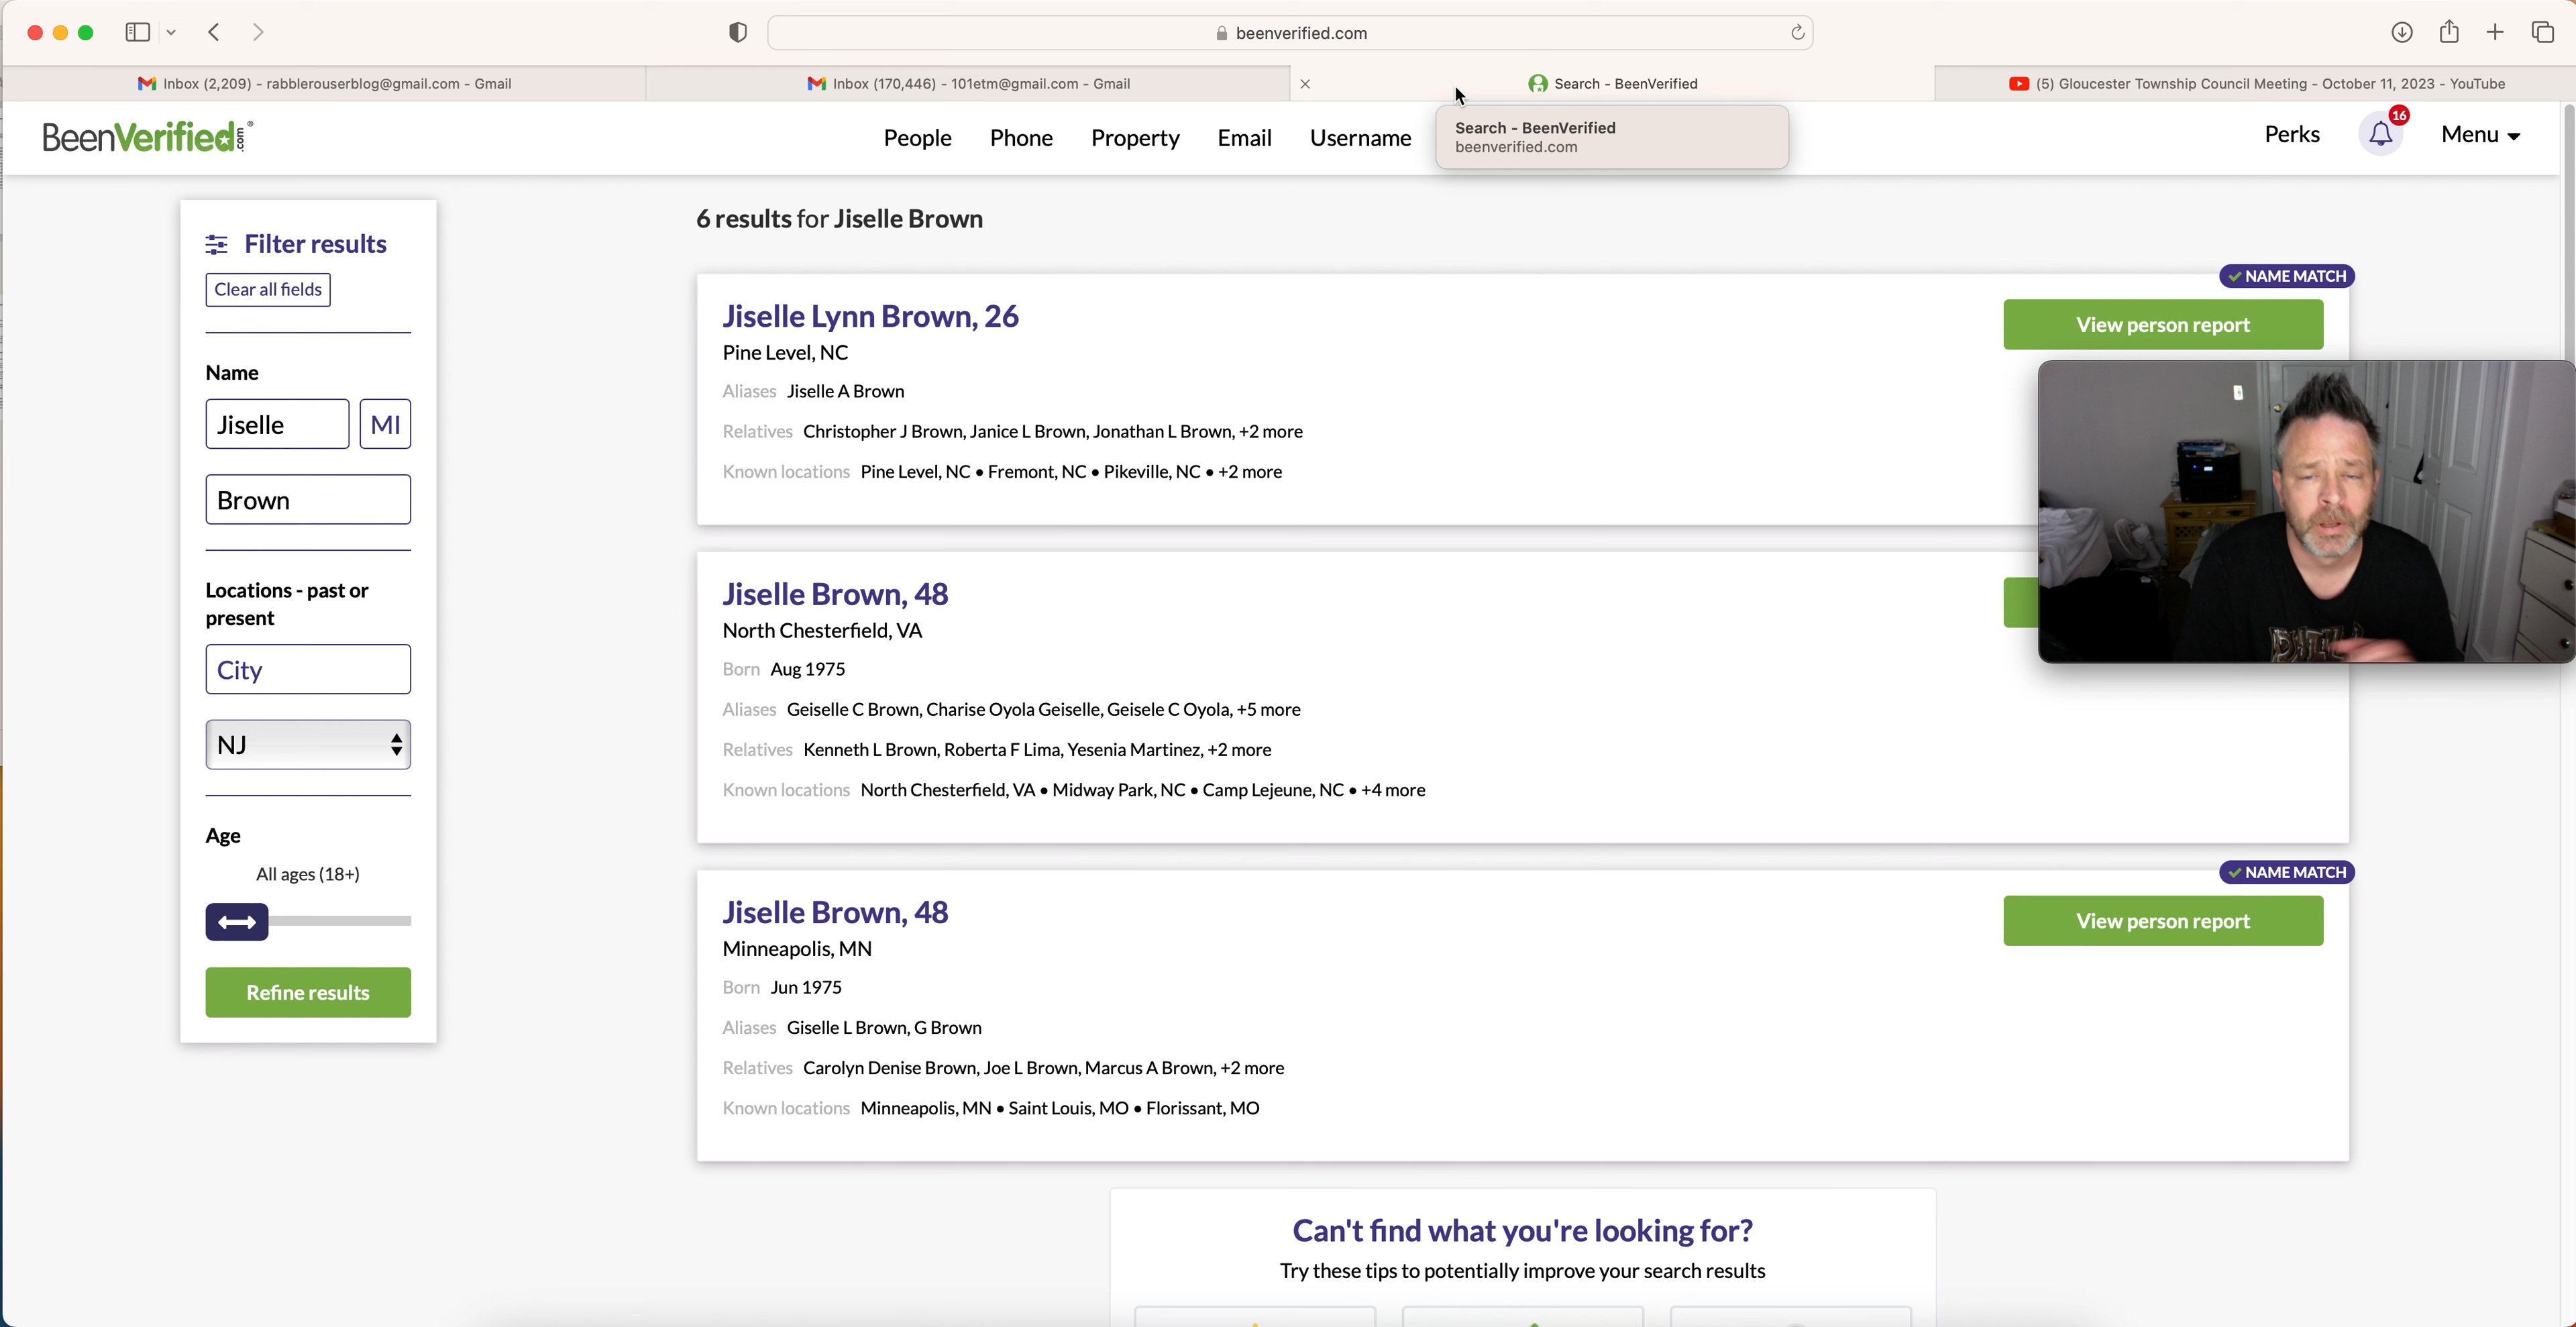 beenverified.com
Inbox (2,209) - rabblerouserblog@gmail.com - Gmail
Inbox (170,446) - 101etm@gmail.com - Gmail
Search - BeenVerified
(5) Gloucester Township Council Meeting - October 11, 2023 - YouTube
BeenVerified.com®
People
Phone
Property
Email
Username
Search - BeenVerified
beenverified.com
Perks
16
Menu
Filter results
Clear all fields
Name
Jiselle
MI
Brown
Locations - past or
present
City
NJ
Age
All ages (18+)
Refine results
6 results for Jiselle Brown
NAME MATCH
Jiselle Lynn Brown, 26
View person report
Pine Level, NC
Aliases Jiselle A Brown
Relatives Christopher J Brown, Janice L Brown, Jonathan L Brown, +2 more
Known locations Pine Level, NC • Fremont, NC • Pikeville, NC • +2 more
Jiselle Brown, 48
North Chesterfield, VA
Born Aug 1975
Aliases Geiselle C Brown, Charise Oyola Geiselle, Geisele C Oyola, +5 more
Relatives Kenneth L Brown, Roberta F Lima, Yesenia Martinez, +2 more
Known locations North Chesterfield, VA • Midway Park, NC • Camp Lejeune, NC • +4 more
NAME MATCH
Jiselle Brown, 48
View person report
Minneapolis, MN
Born Jun 1975
Aliases Giselle L Brown, G Brown
Relatives Carolyn Denise Brown, Joe L Brown, Marcus A Brown, +2 more
Known locations Minneapolis, MN • Saint Louis, MO • Florissant, MO
Can't find what you're looking for?
Try these tips to potentially improve your search results